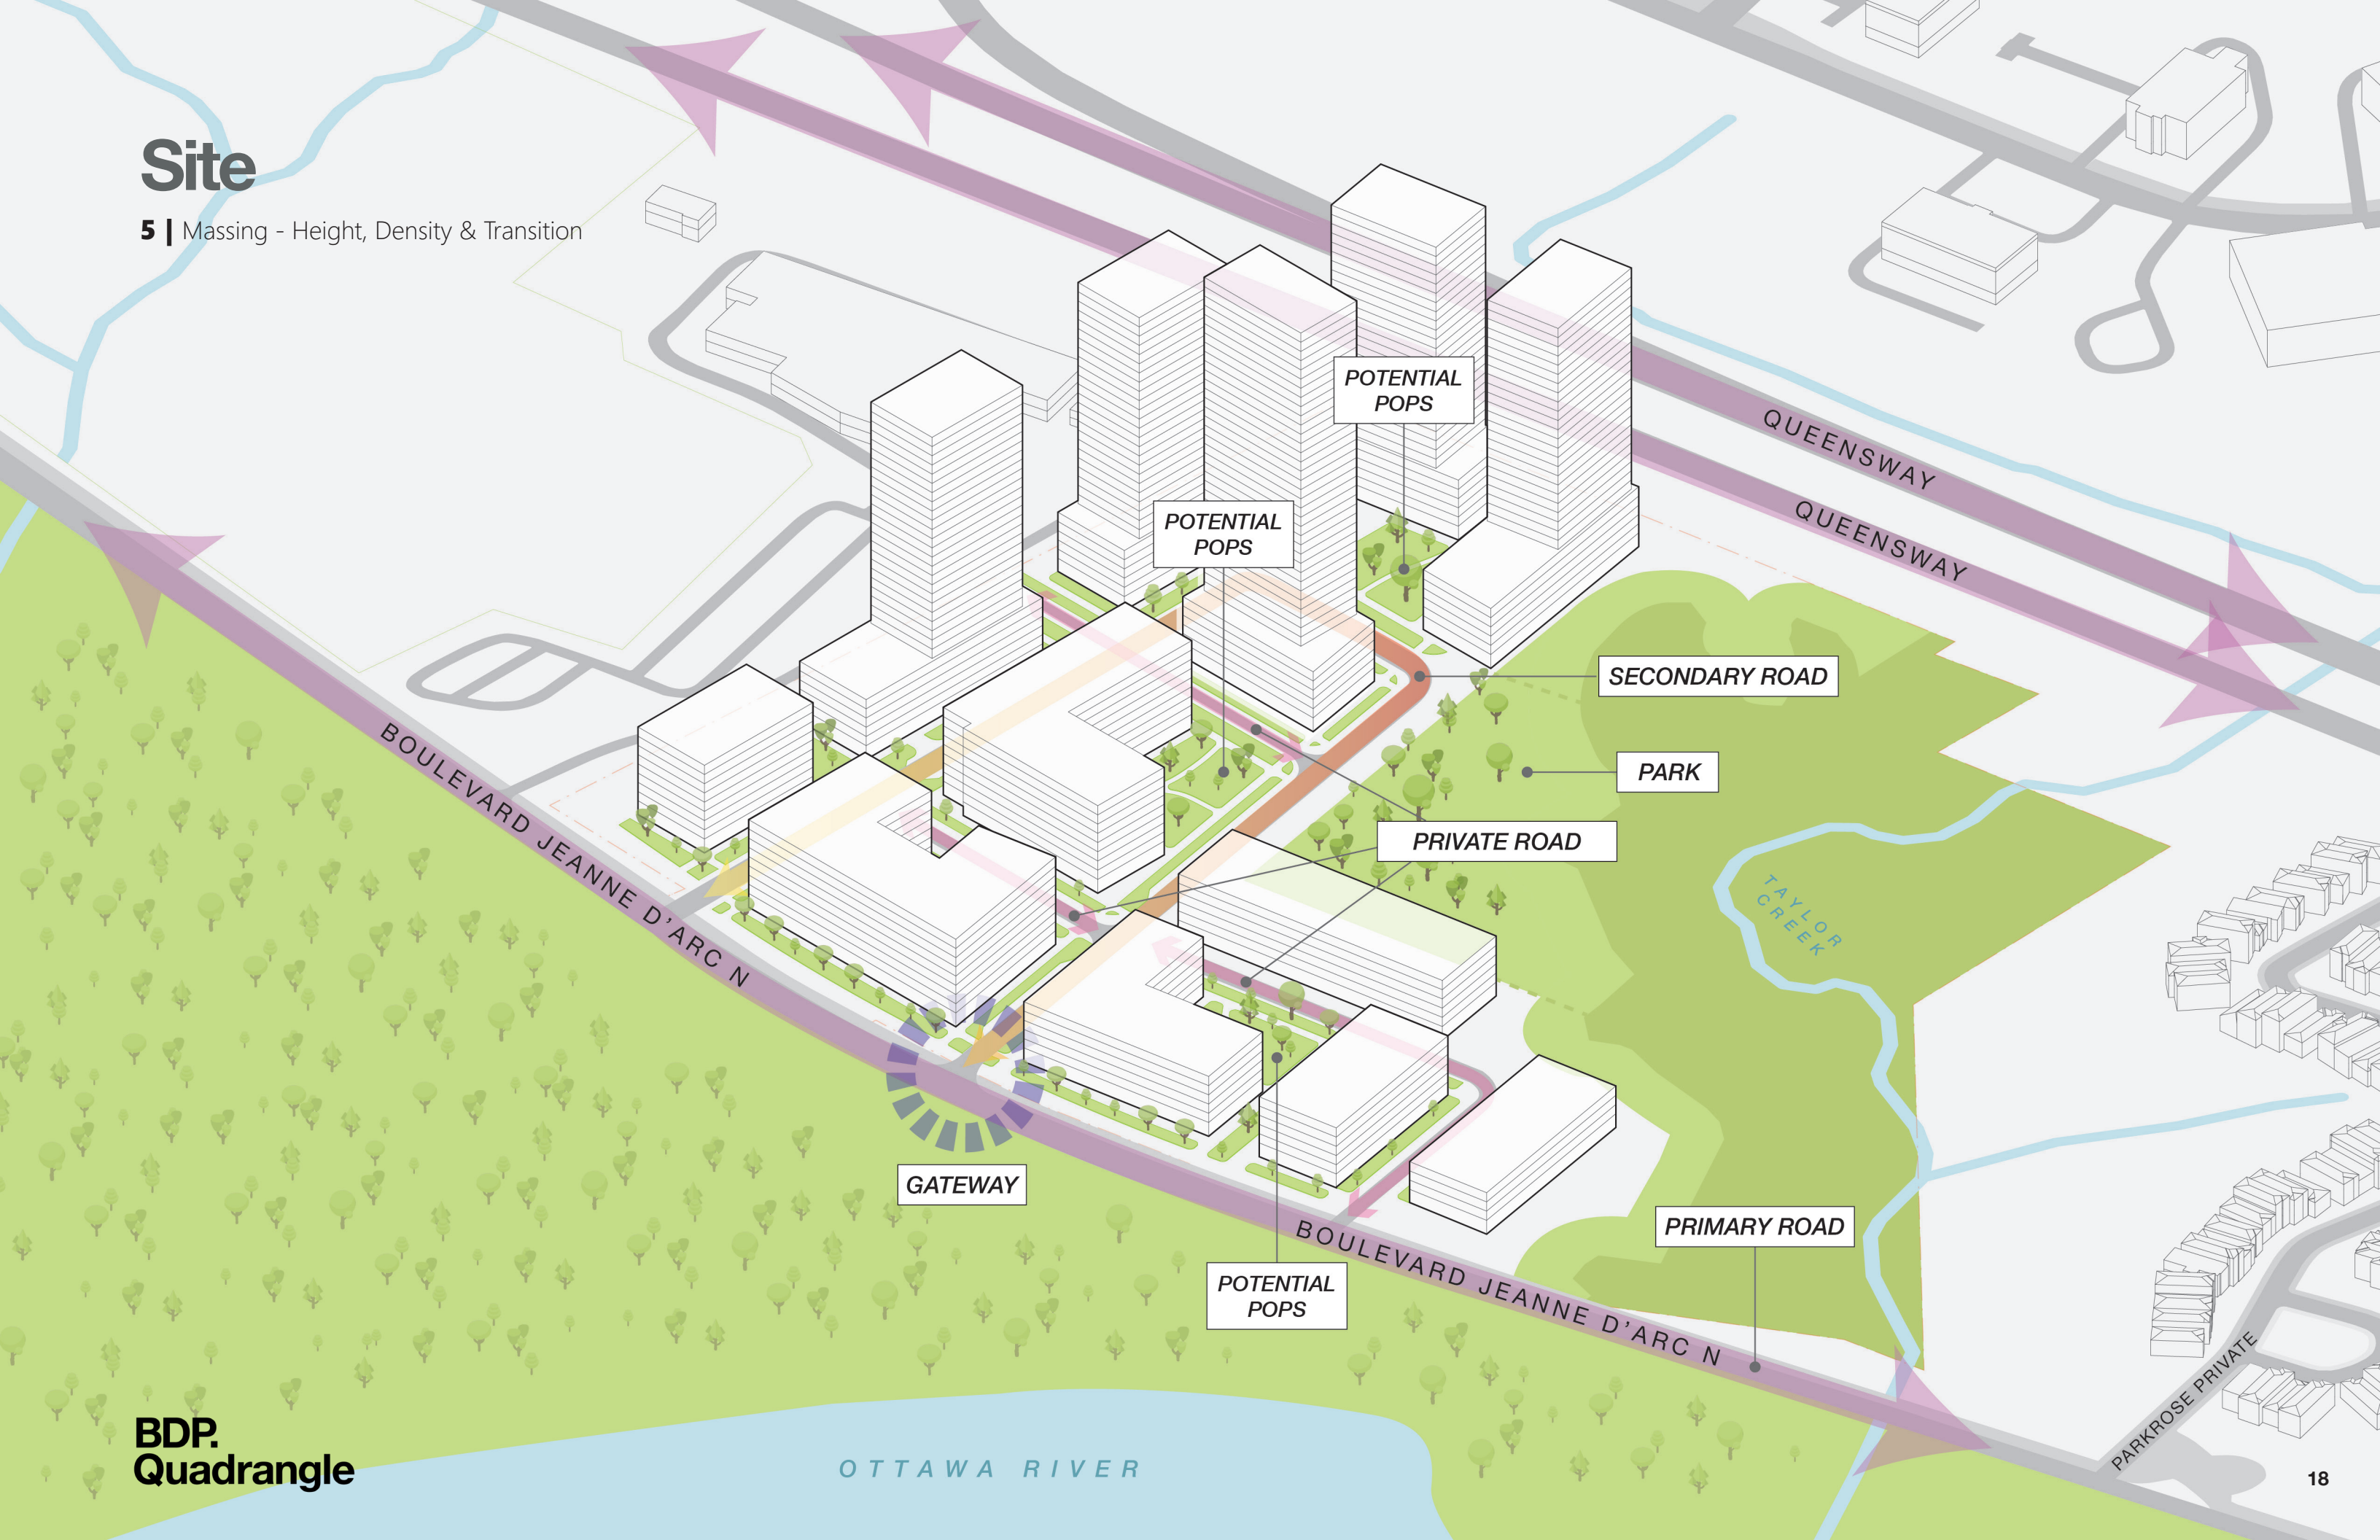 Site
5 | Massing - Height, Density & Transition
POTENTIAL
POPS
QUEENSWAY
QUEENSWAY
POTENTIAL
POPS
SECONDARY ROAD
PARK
BOULEVARD JEANNE D'ARC N
PRIVATE ROAD
TAYLOR
CREEK
GATEWAY
PRIMARY ROAD
BOULEVARD JEANNE D'ARC N
POTENTIAL
POPS
PARKROSE PRIVATE
BDP.
Quadrangle
OTTAWA RIVER
18